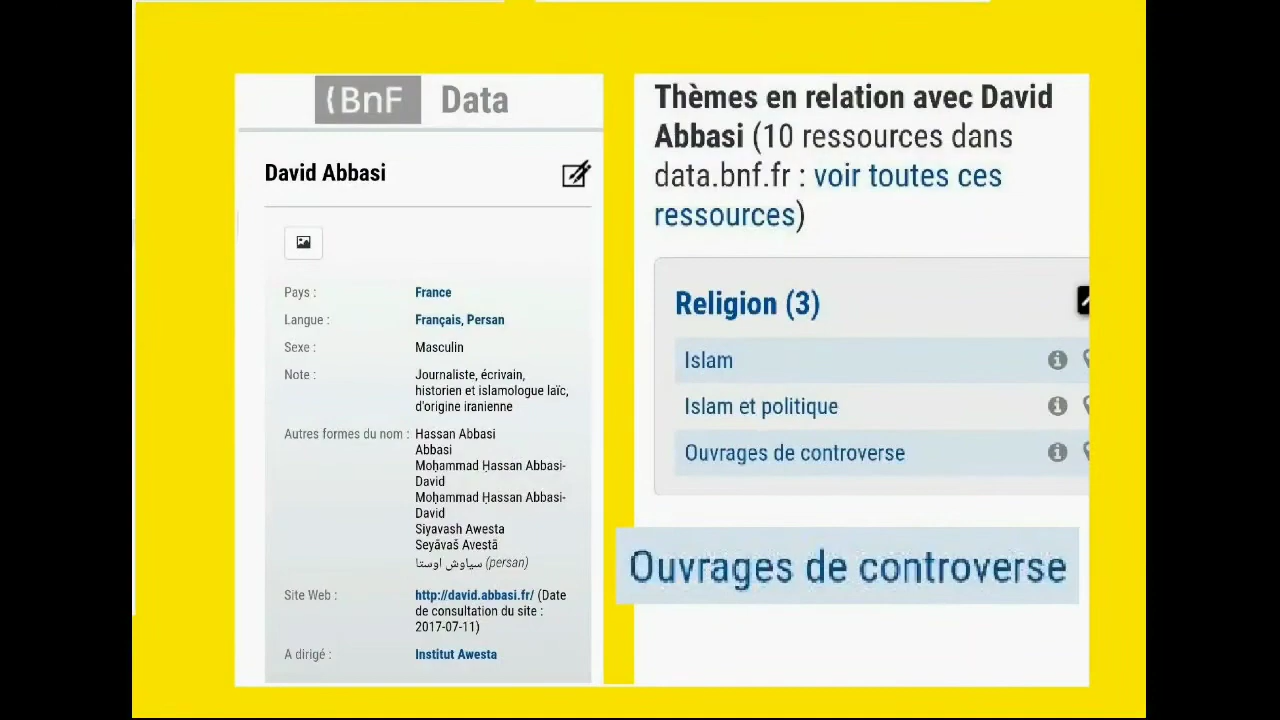 BnF Data
David Abbasi
Pays : France
Langue : Français, Persan
Sexe : Masculin
Note : Journaliste, écrivain,
historien et islamologue laïc,
d'origine iranienne
Autres formes du nom : Hassan Abbasi
Abbasi
Moḥammad Ḥassan Abbasi-
David
Moḥammad Ḥassan Abbasi-
David
Siyavash Awesta
Seyâvaš Avestā
سیاوش اوستا (persan)
Site Web : http://david.abbasi.fr/ (Date
de consultation du site :
2017-07-11)
A dirigé : Institut Awesta
Thèmes en relation avec David
Abbasi (10 ressources dans
data.bnf.fr : voir toutes ces
ressources)
Religion (3)
Islam
Islam et politique
Ouvrages de controverse
Ouvrages de controverse